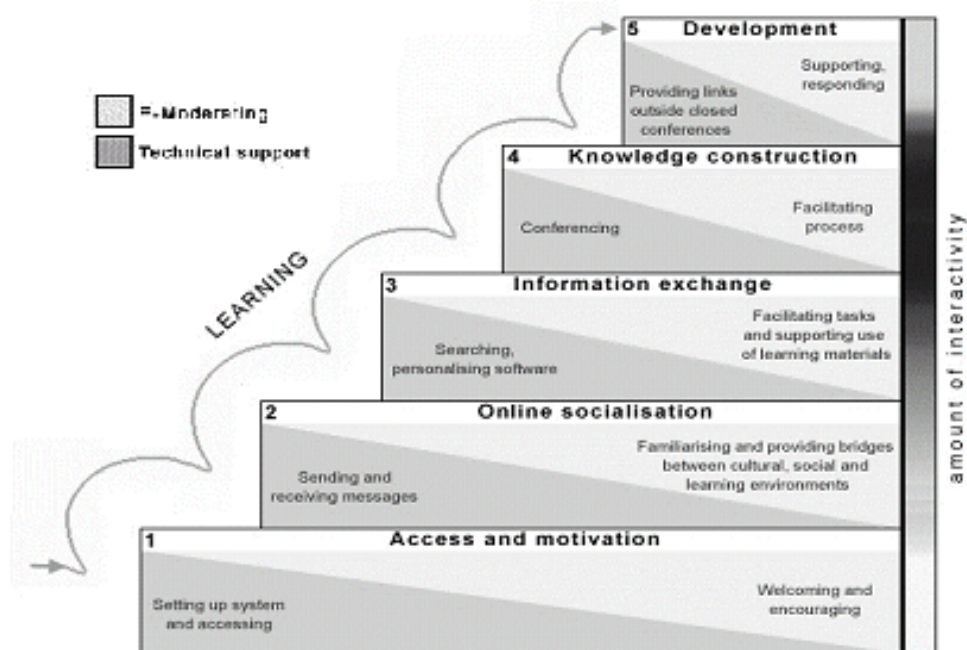 5 Development
Supporting,
responding
Providing links
outside closed
conferences
E-Moderating
Technical support
4 Knowledge construction
Facilitating
process
Conferencing
LEARNING
3 Information exchange
Facilitating tasks
and supporting use
of learning materials
Searching,
personalising software
2 Online socialisation
Familiarising and providing bridges
between cultural, social and
learning environments
Sending and
receiving messages
1 Access and motivation
Welcoming and
encouraging
Setting up system
and accessing
amount of interactivity